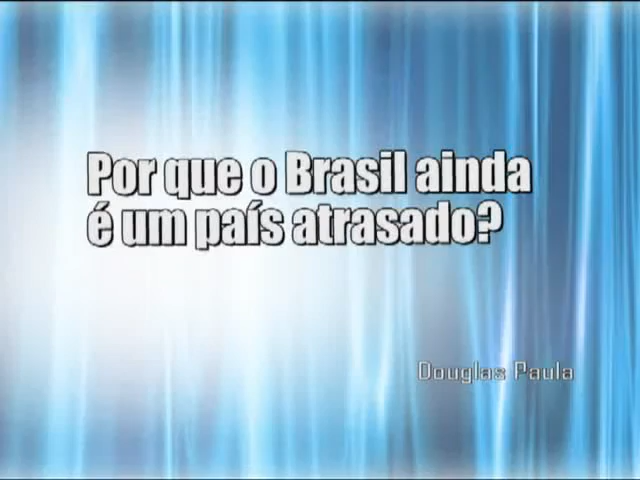 Por que o Brasil ainda
é um país atrasado?
Douglas Paula